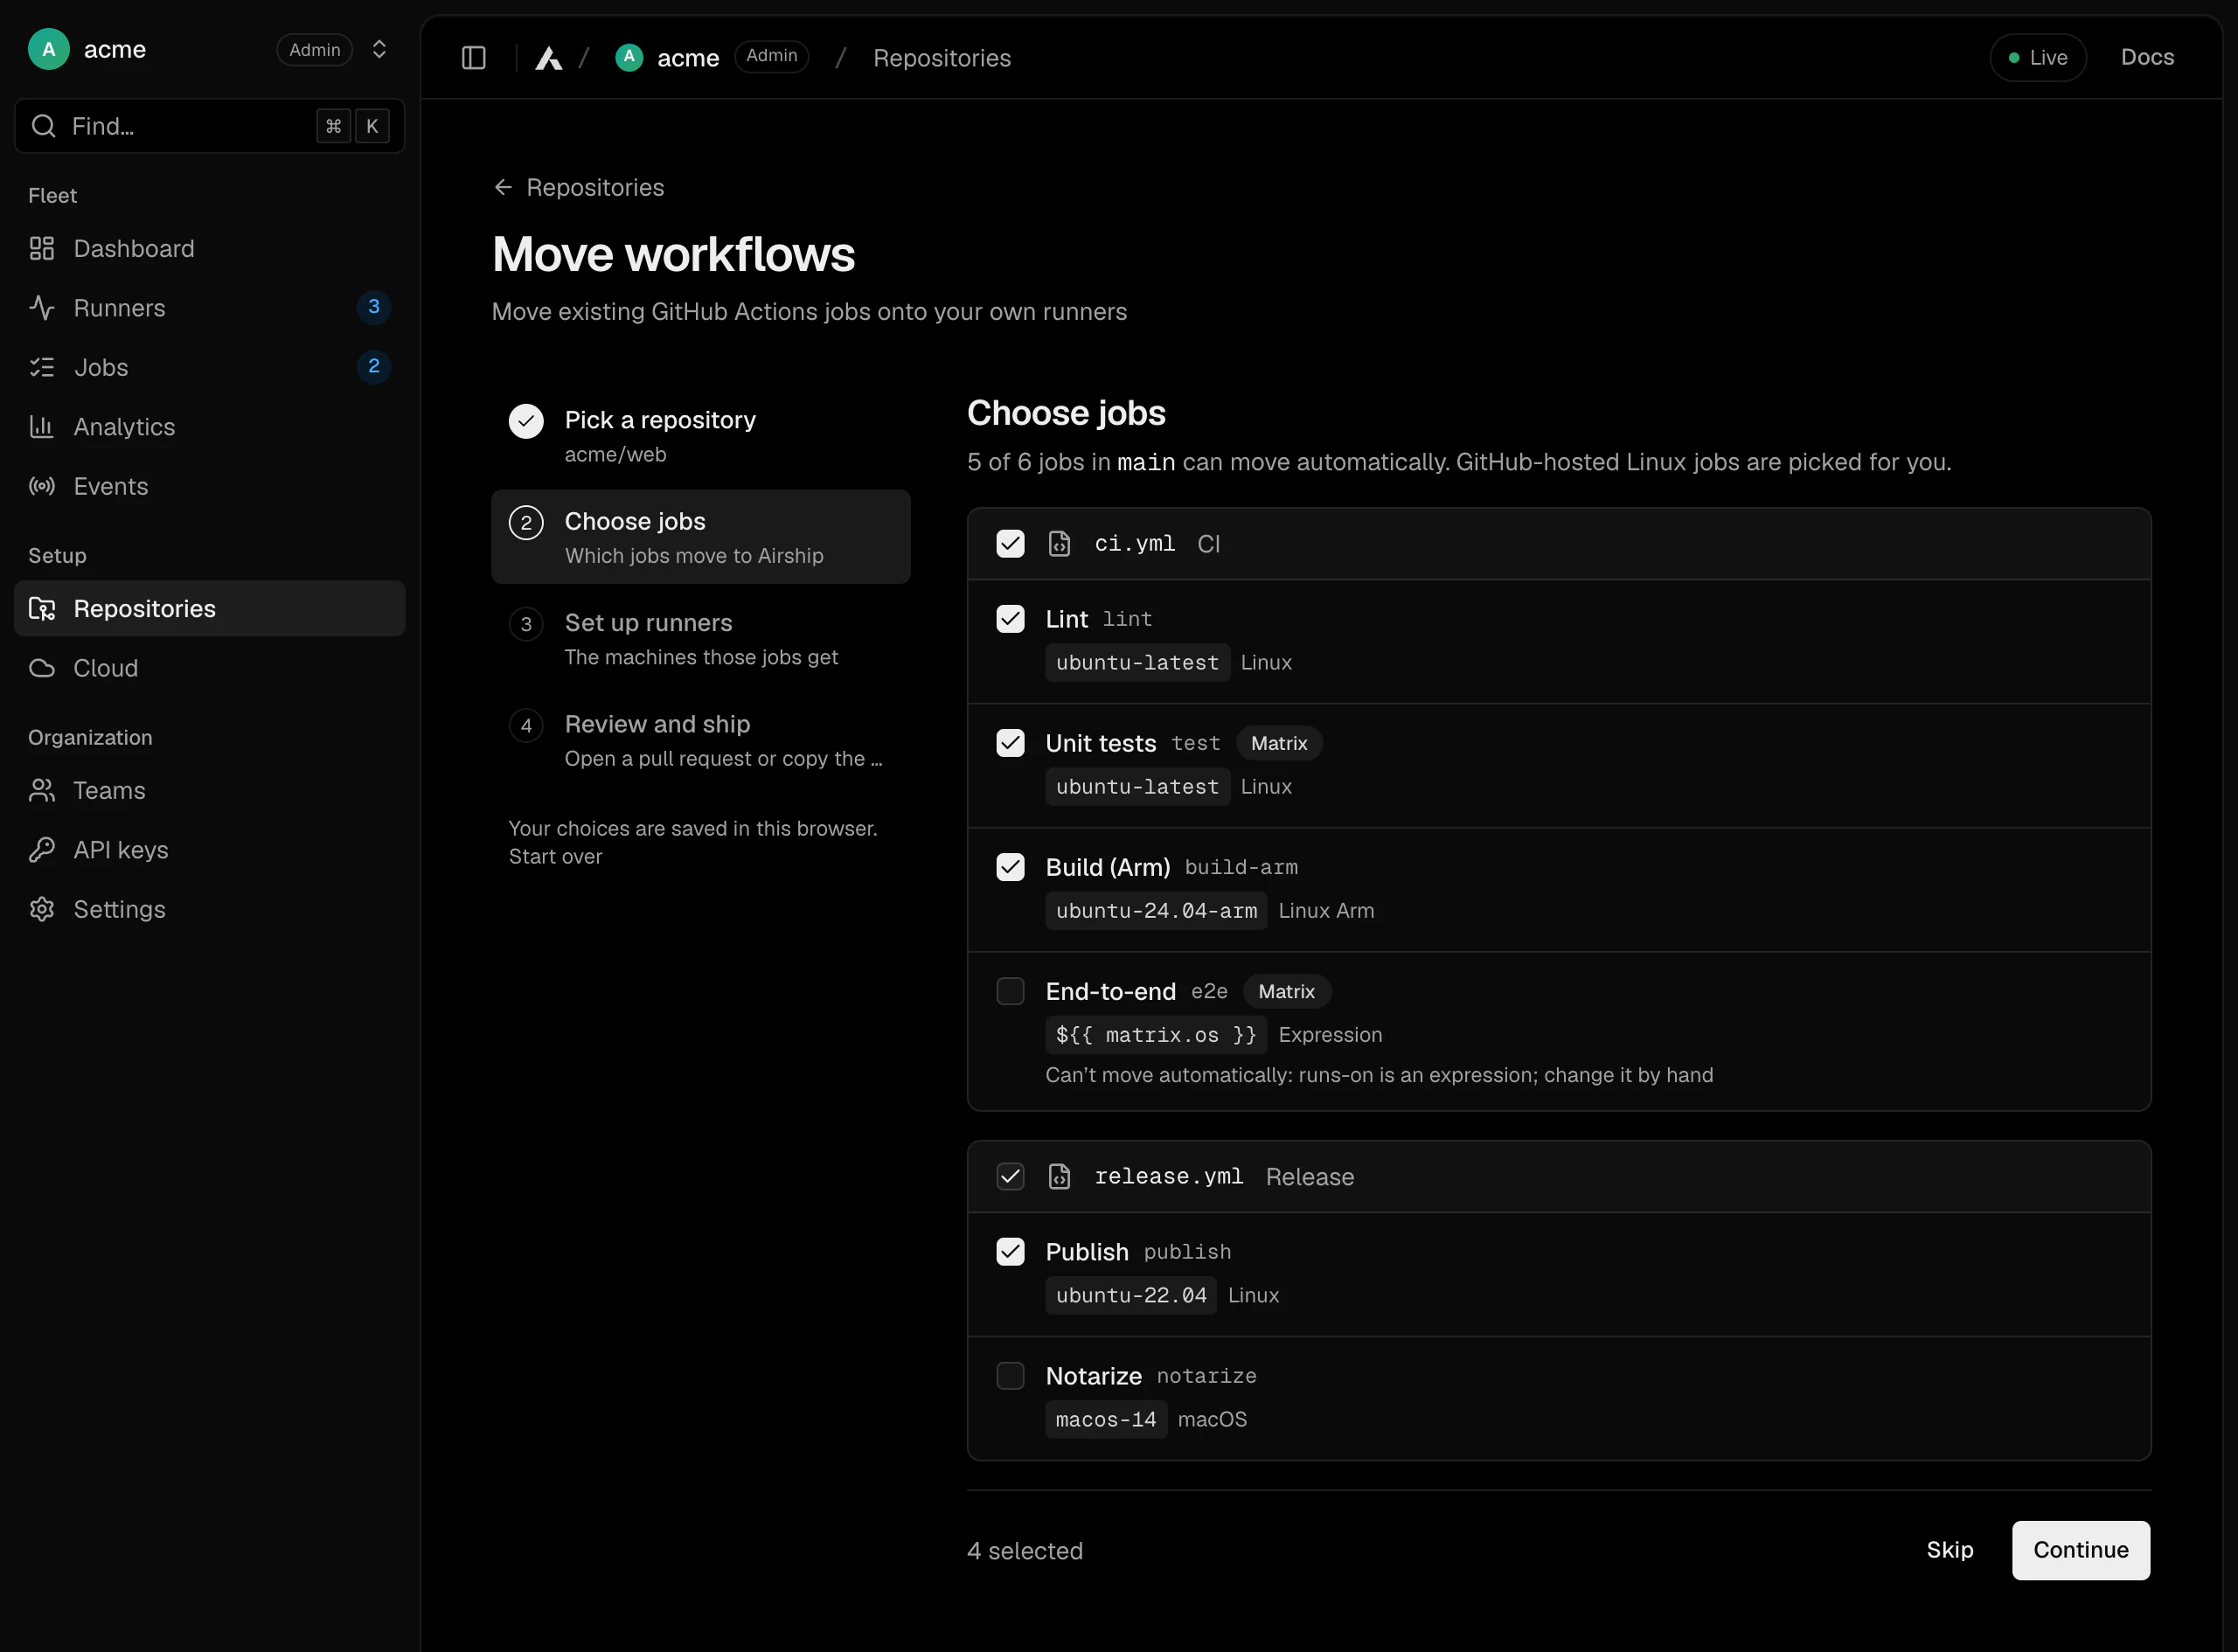 A acme Admin
Find... ⌘ K
Fleet
Dashboard
Runners 3
Jobs 2
Analytics
Events
Setup
Repositories
Cloud
Organization
Teams
API keys
Settings
/ A acme Admin / Repositories
Live Docs
← Repositories
Move workflows
Move existing GitHub Actions jobs onto your own runners
Pick a repository
acme/web
2 Choose jobs
Which jobs move to Airship
3 Set up runners
The machines those jobs get
4 Review and ship
Open a pull request or copy the ...
Your choices are saved in this browser.
Start over
Choose jobs
5 of 6 jobs in main can move automatically. GitHub-hosted Linux jobs are picked for you.
ci.yml CI
Lint lint
ubuntu-latest Linux
Unit tests test Matrix
ubuntu-latest Linux
Build (Arm) build-arm
ubuntu-24.04-arm Linux Arm
End-to-end e2e Matrix
${{ matrix.os }} Expression
Can’t move automatically: runs-on is an expression; change it by hand
release.yml Release
Publish publish
ubuntu-22.04 Linux
Notarize notarize
macos-14 macOS
4 selected
Skip Continue